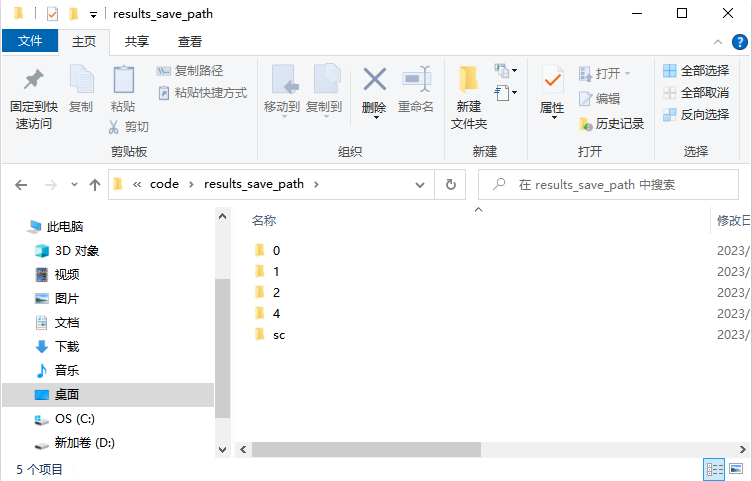 results_save_path
文件 主页 共享 查看
固定到快速访问
复制
粘贴
复制路径
粘贴快捷方式
剪切
剪贴板
移动到
复制到
删除
重命名
组织
新建文件夹
新建
属性
打开
编辑
历史记录
打开
全部选择
全部取消
反向选择
选择
« code › results_save_path ›
在 results_save_path 中搜索
此电脑
3D 对象
视频
图片
文档
下载
音乐
桌面
OS (C:)
新加卷 (D:)
名称 修改日
0 2023/
1 2023/
2 2023/
4 2023/
sc 2023/
5 个项目